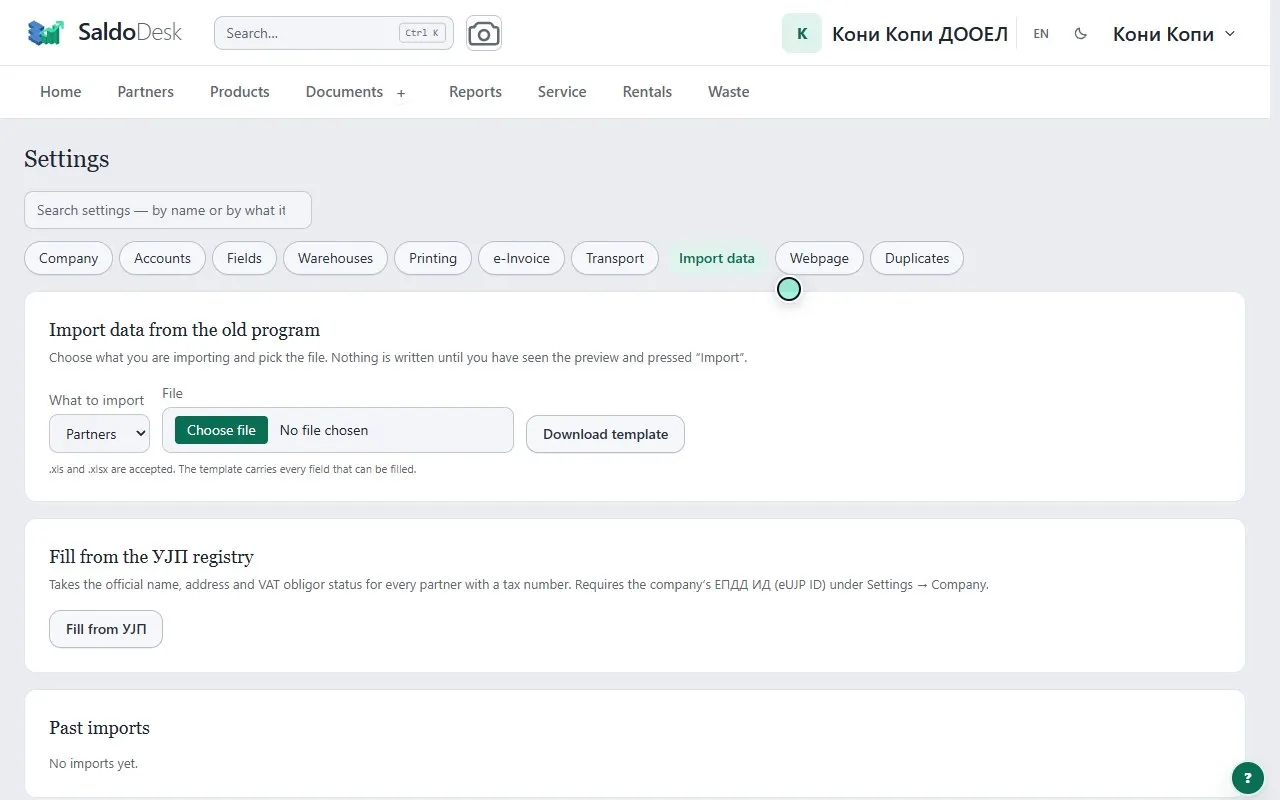 SaldoDesk
Search...
Ctrl K
K
Кони Копи ДООЕЛ
EN
Кони Копи
Home
Partners
Products
Documents +
Reports
Service
Rentals
Waste
Settings
Search settings — by name or by what it
Company
Accounts
Fields
Warehouses
Printing
e-Invoice
Transport
Import data
Webpage
Duplicates
Import data from the old program
Choose what you are importing and pick the file. Nothing is written until you have seen the preview and pressed “Import”.
What to import
File
Partners
Choose file
No file chosen
Download template
.xls and .xlsx are accepted. The template carries every field that can be filled.
Fill from the УЈП registry
Takes the official name, address and VAT obligor status for every partner with a tax number. Requires the company’s ЕПДД ИД (eUJP ID) under Settings → Company.
Fill from УЈП
Past imports
No imports yet.
?